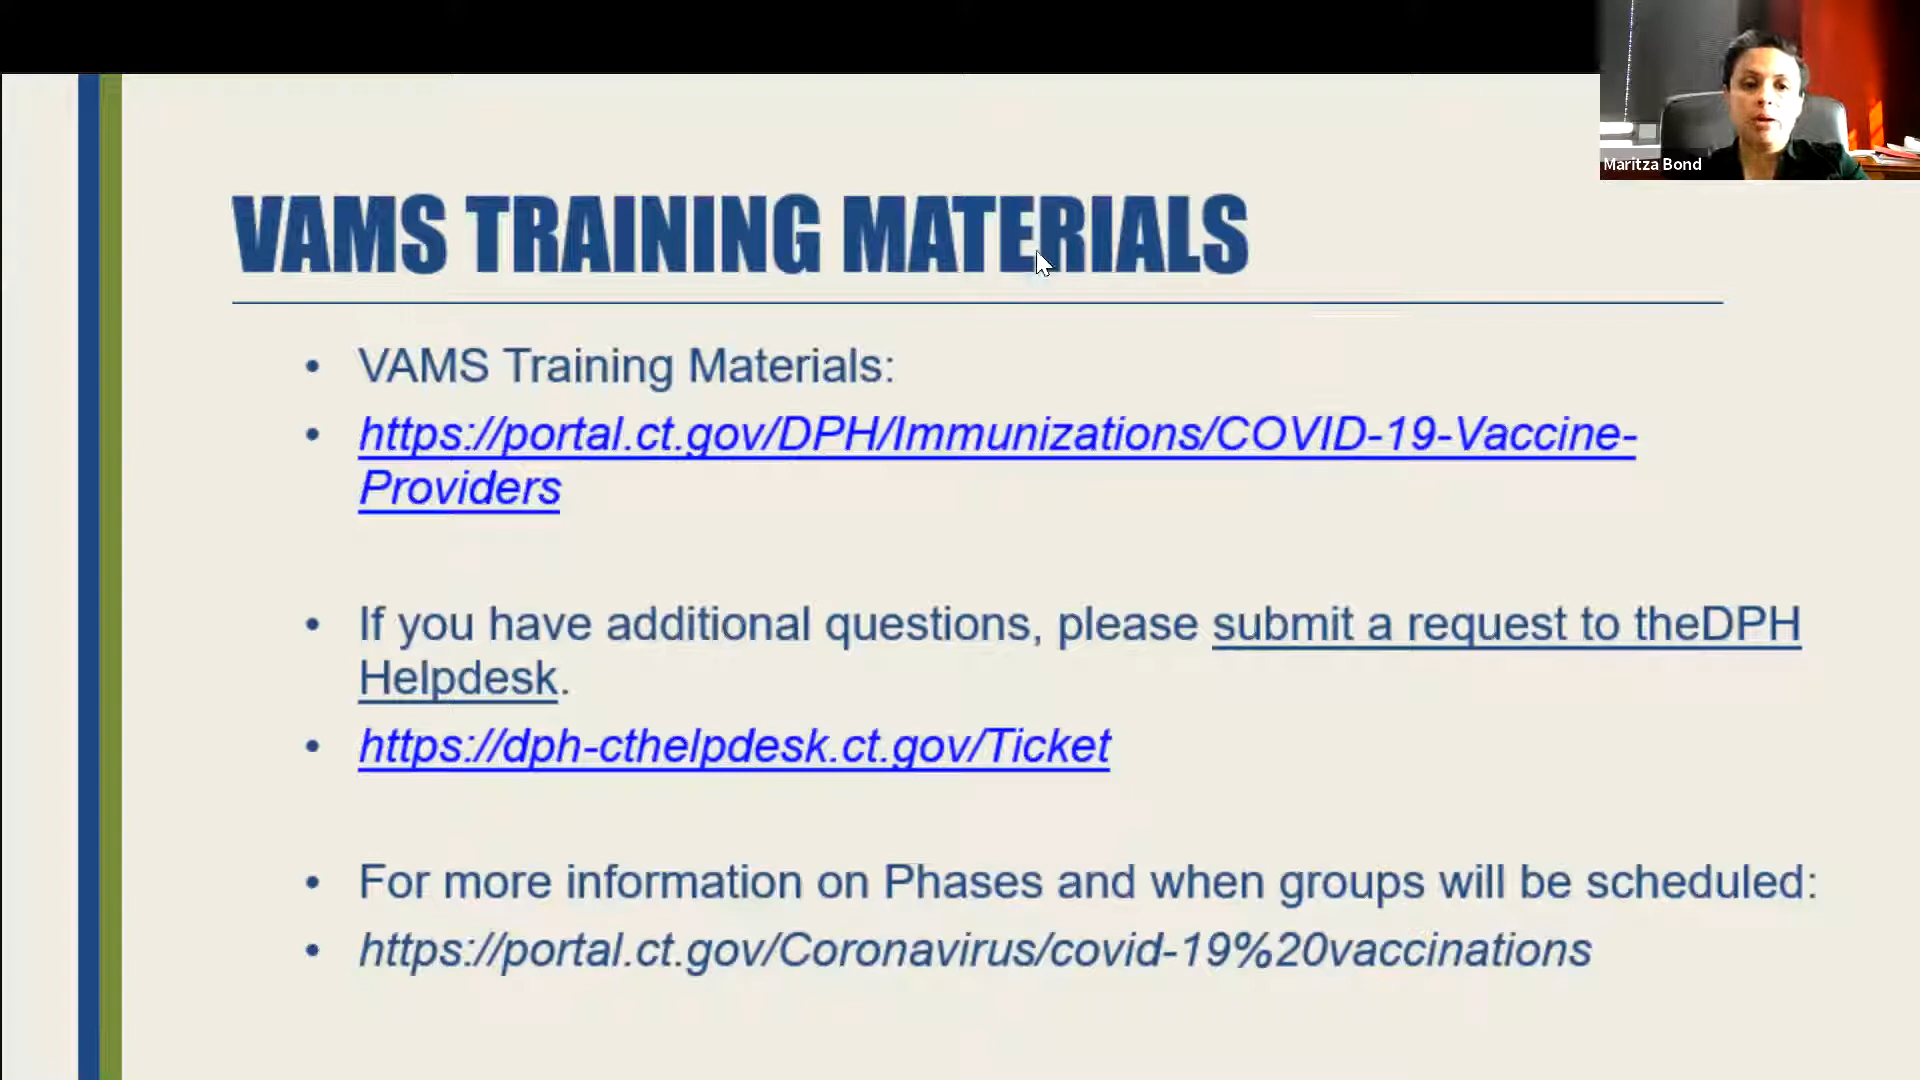 Maritza Bond
VAMS TRAINING MATERIALS
• VAMS Training Materials:
• https://portal.ct.gov/DPH/Immunizations/COVID-19-Vaccine-
Providers
• If you have additional questions, please submit a request to theDPH
Helpdesk.
• https://dph-cthelpdesk.ct.gov/Ticket
• For more information on Phases and when groups will be scheduled:
• https://portal.ct.gov/Coronavirus/covid-19%20vaccinations